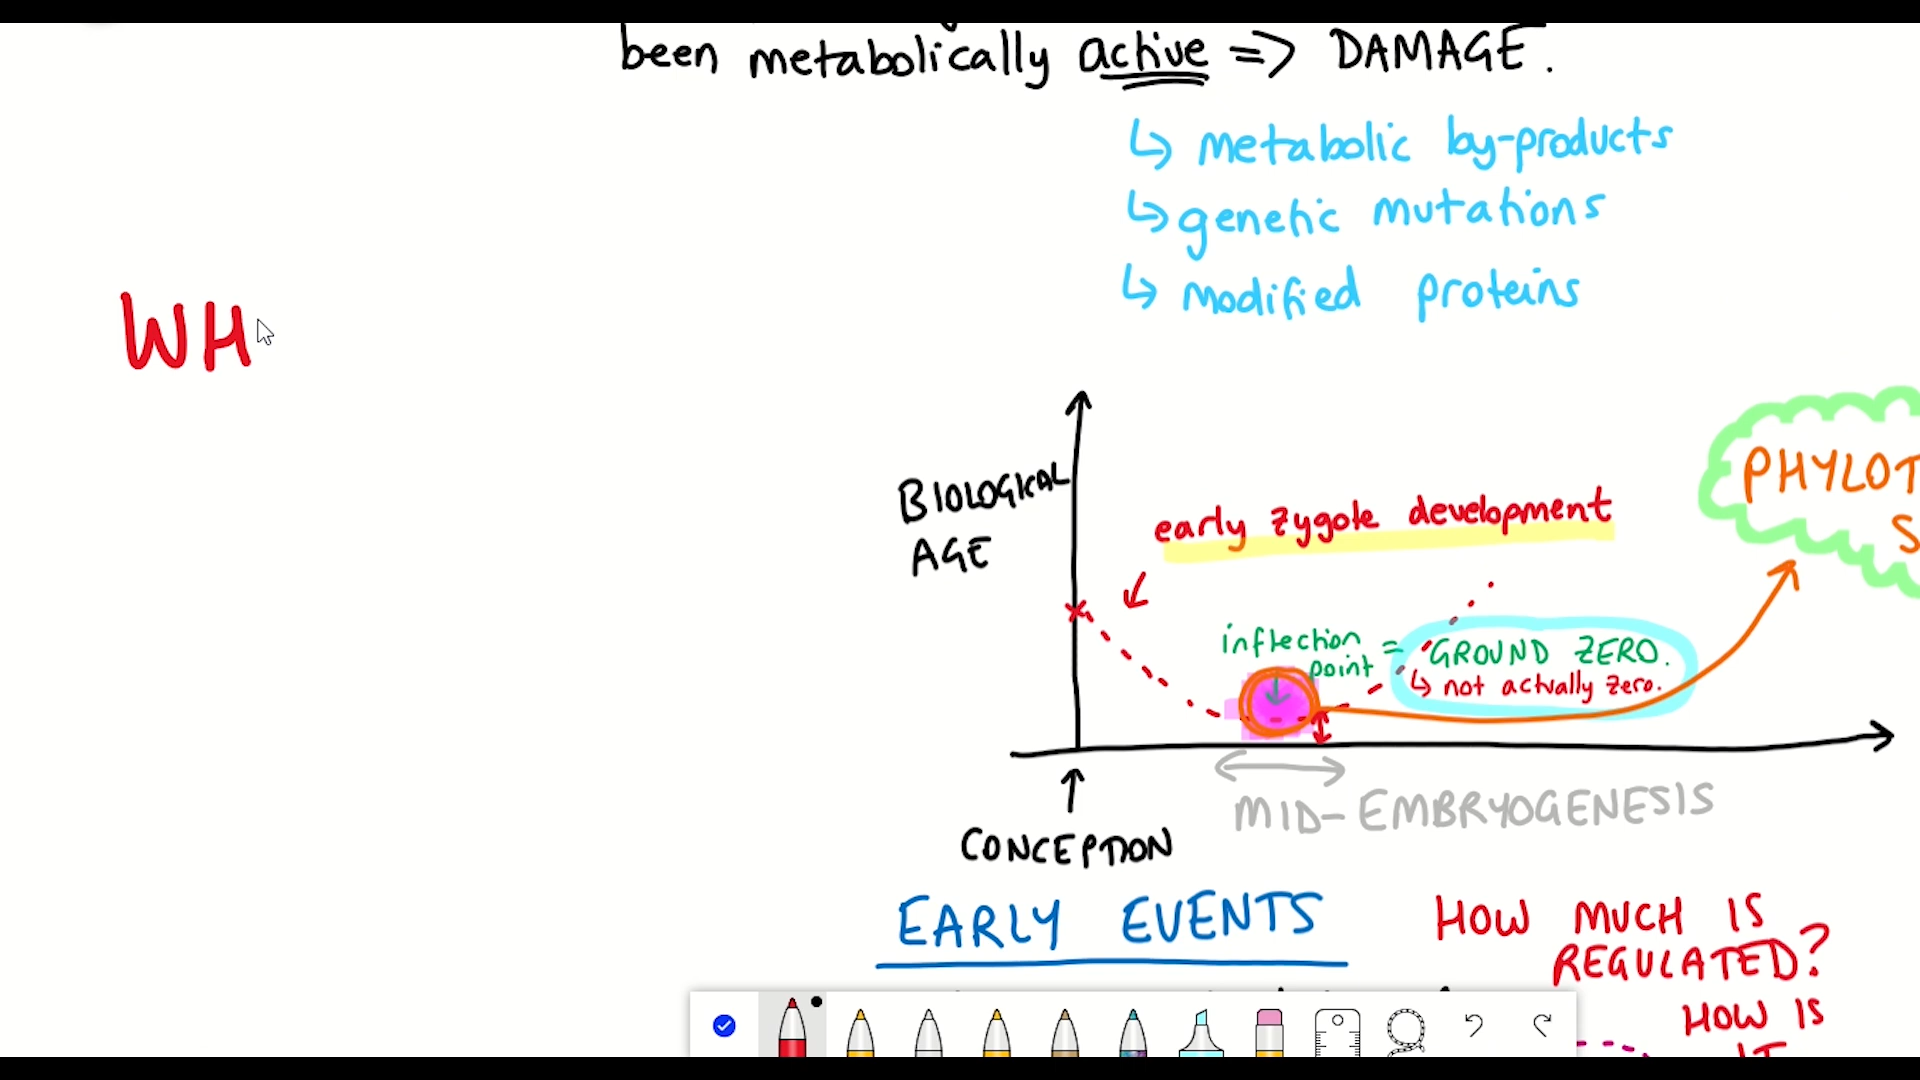 been metabolically active => DAMAGE.
↳ metabolic by-products
↳ genetic mutations
↳ modified proteins
WH
BIOLOGICAL
AGE
early zygote development
inflection
point
= GROUND ZERO.
↳ not actually zero.
MID-EMBRYOGENESIS
CONCEPTION
EARLY EVENTS
HOW MUCH IS
REGULATED?
HOW IS